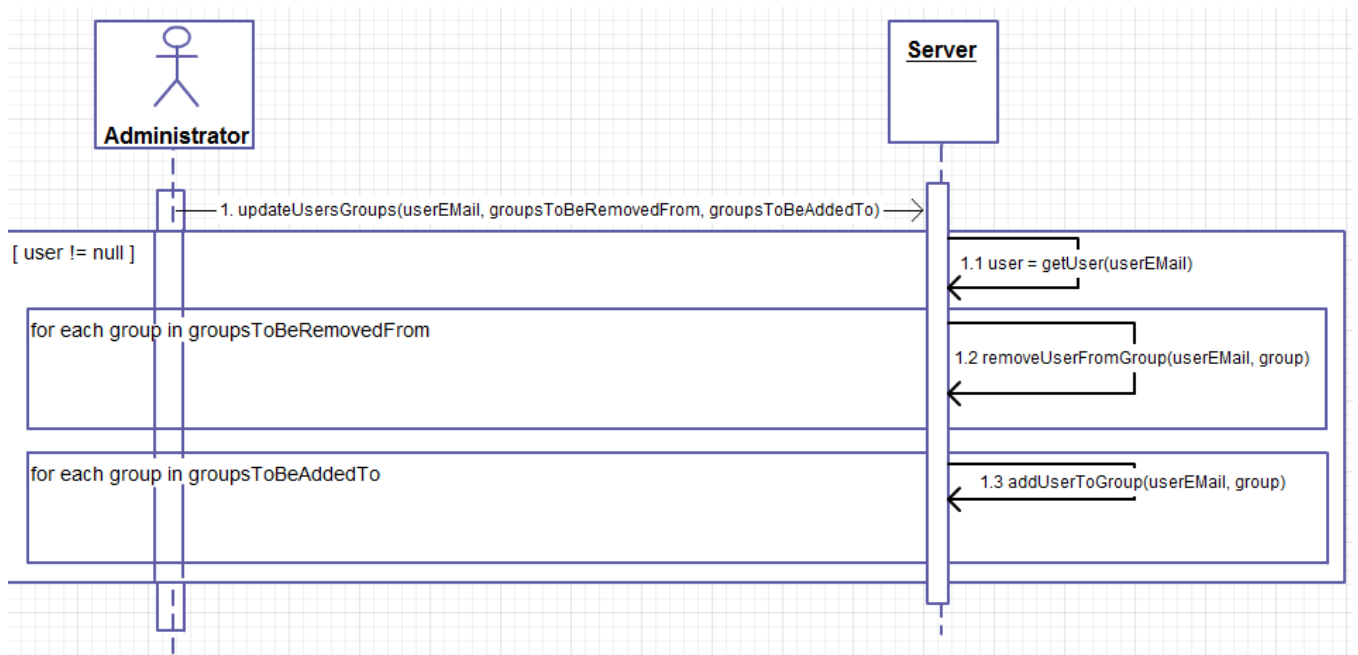 Administrator
Server
1. updateUsersGroups(userEMail, groupsToBeRemovedFrom, groupsToBeAddedTo)
[ user != null ]
1.1 user = getUser(userEMail)
for each group in groupsToBeRemovedFrom
1.2 removeUserFromGroup(userEMail, group)
for each group in groupsToBeAddedTo
1.3 addUserToGroup(userEMail, group)